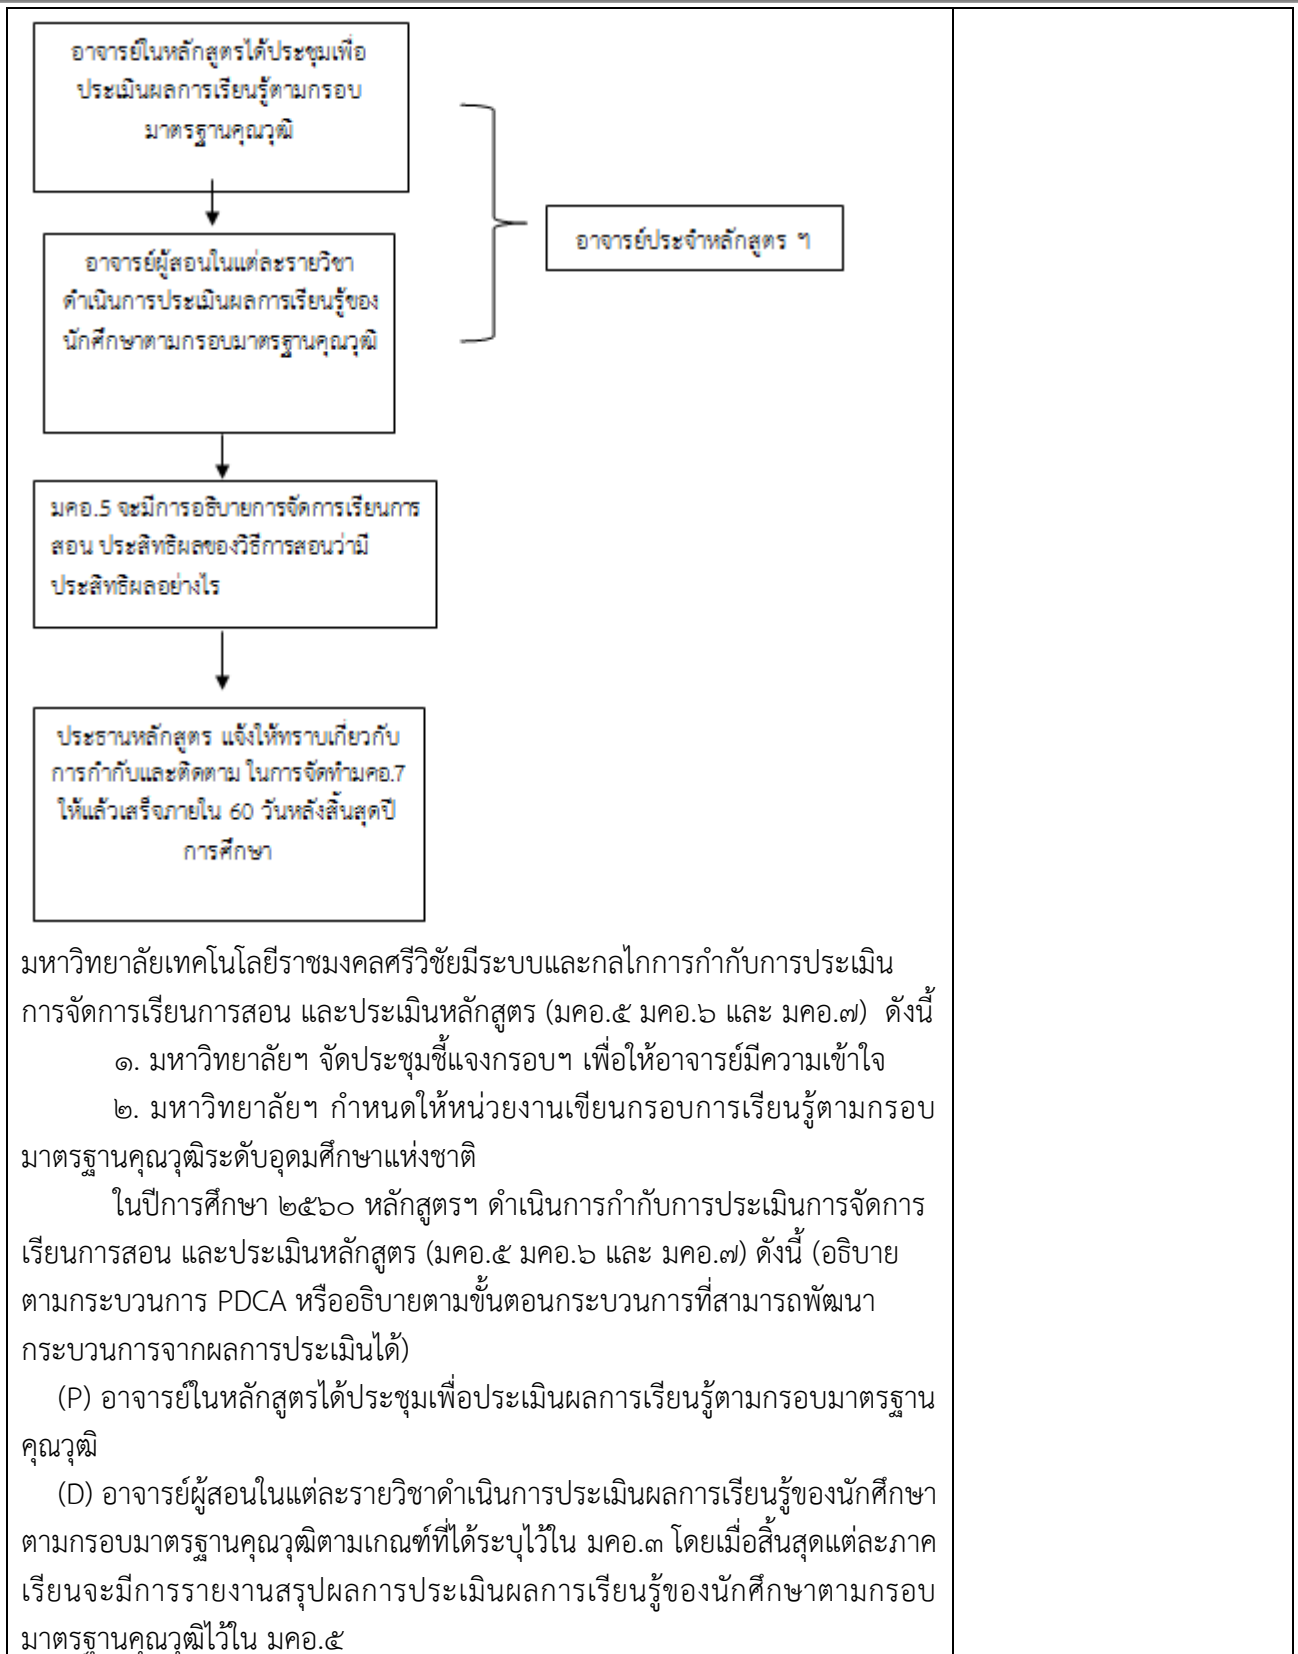 อาจารย์ในหลักสูตรได้ประชุมเพื่อ
ประเมินผลการเรียนรู้ตามกรอบ
มาตรฐานคุณวุฒิ
อาจารย์ประจำหลักสูตร ฯ
อาจารย์ผู้สอนในแต่ละรายวิชา
ดำเนินการประเมินผลการเรียนรู้ของ
นักศึกษาตามกรอบมาตรฐานคุณวุฒิ
มคอ.5 จะมีการอธิบายการจัดการเรียนการ
สอน ประสิทธิผลของวิธีการสอนว่ามี
ประสิทธิผลอย่างไร
ประธานหลักสูตร แจ้งให้ทราบเกี่ยวกับ
การกำกับและติดตาม ในการจัดทำมคอ.7
ให้แล้วเสร็จภายใน 60 วันหลังสิ้นสุดปี
การศึกษา
มหาวิทยาลัยเทคโนโลยีราชมงคลศรีวิชัยมีระบบและกลไกการกำกับการประเมิน
การจัดการเรียนการสอน และประเมินหลักสูตร (มคอ.๕ มคอ.๖ และ มคอ.๗) ดังนี้
๑. มหาวิทยาลัยฯ จัดประชุมชี้แจงกรอบฯ เพื่อให้อาจารย์มีความเข้าใจ
๒. มหาวิทยาลัยฯ กำหนดให้หน่วยงานเขียนกรอบการเรียนรู้ตามกรอบ
มาตรฐานคุณวุฒิระดับอุดมศึกษาแห่งชาติ
ในปีการศึกษา ๒๕๖๐ หลักสูตรฯ ดำเนินการกำกับการประเมินการจัดการ
เรียนการสอน และประเมินหลักสูตร (มคอ.๕ มคอ.๖ และ มคอ.๗) ดังนี้ (อธิบาย
ตามกระบวนการ PDCA หรืออธิบายตามขั้นตอนกระบวนการที่สามารถพัฒนา
กระบวนการจากผลการประเมินได้)
(P) อาจารย์ในหลักสูตรได้ประชุมเพื่อประเมินผลการเรียนรู้ตามกรอบมาตรฐาน
คุณวุฒิ
(D) อาจารย์ผู้สอนในแต่ละรายวิชาดำเนินการประเมินผลการเรียนรู้ของนักศึกษา
ตามกรอบมาตรฐานคุณวุฒิตามเกณฑ์ที่ได้ระบุไว้ใน มคอ.๓ โดยเมื่อสิ้นสุดแต่ละภาค
เรียนจะมีการรายงานสรุปผลการประเมินผลการเรียนรู้ของนักศึกษาตามกรอบ
มาตรฐานคุณวุฒิไว้ใน มคอ.๕